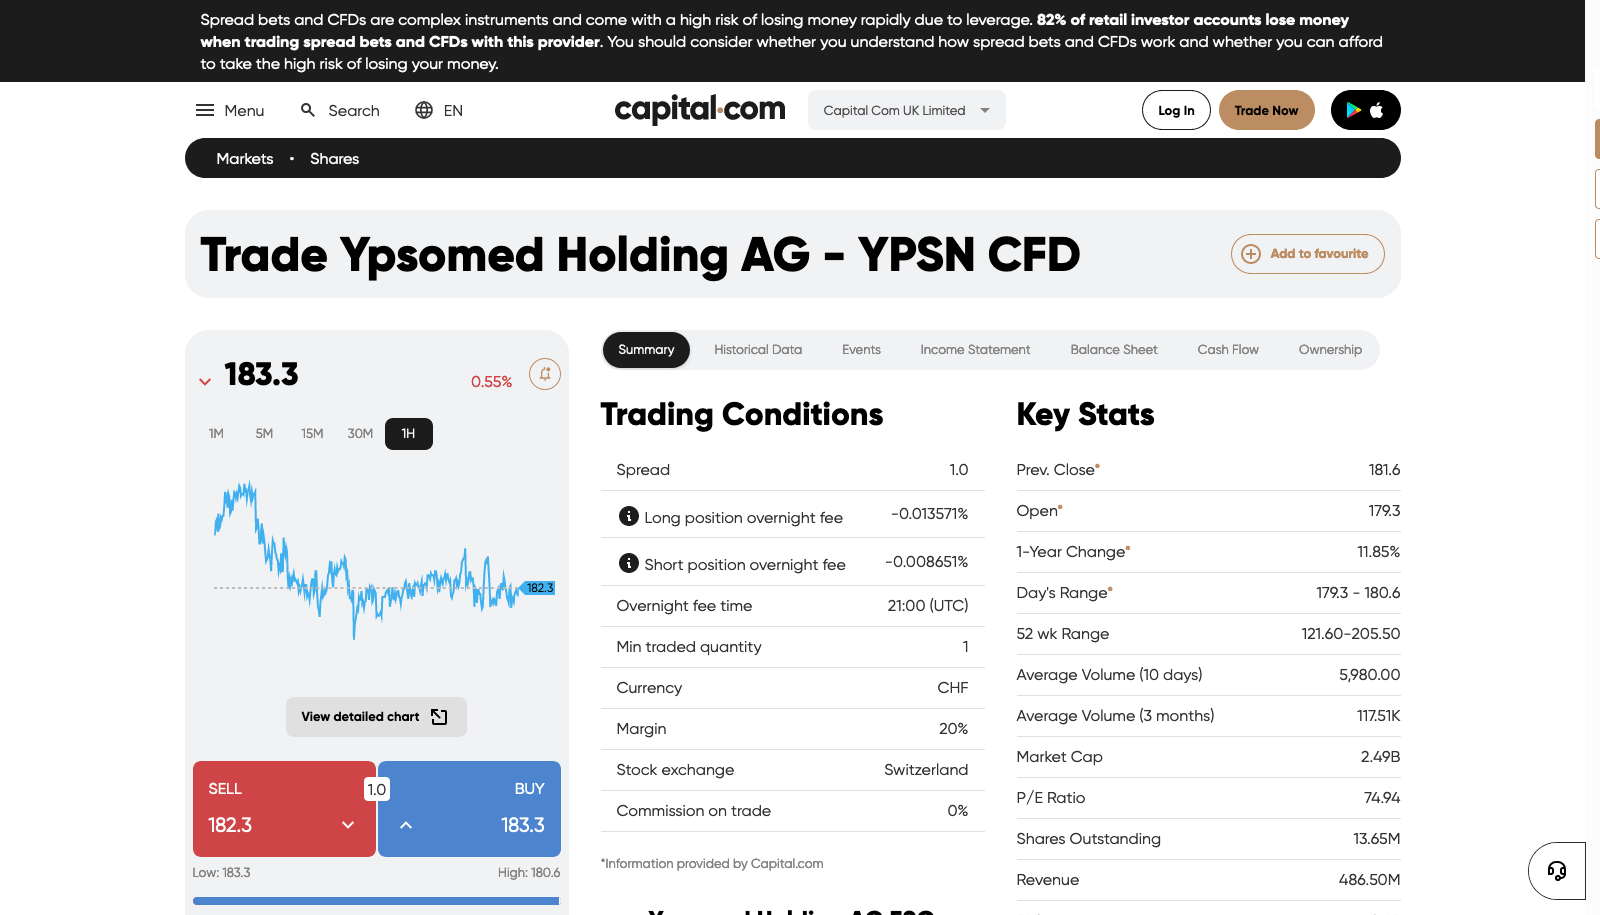 Spread bets and CFDs are complex instruments and come with a high risk of losing money rapidly due to leverage. 82% of retail investor accounts lose money
when trading spread bets and CFDs with this provider. You should consider whether you understand how spread bets and CFDs work and whether you can afford
to take the high risk of losing your money.
Menu Search EN capital.com Capital Com UK Limited Log In Trade Now
Markets • Shares
Trade Ypsomed Holding AG - YPSN CFD Add to favourite
183.3 0.55%
1M 5M 15M 30M 1H
182.3
View detailed chart
SELL 1.0 BUY
182.3 183.3
Low: 183.3 High: 180.6
Summary Historical Data Events Income Statement Balance Sheet Cash Flow Ownership
Trading Conditions
Spread 1.0
Long position overnight fee -0.013571%
Short position overnight fee -0.008651%
Overnight fee time 21:00 (UTC)
Min traded quantity 1
Currency CHF
Margin 20%
Stock exchange Switzerland
Commission on trade 0%
*Information provided by Capital.com
Key Stats
Prev. Close* 181.6
Open* 179.3
1-Year Change* 11.85%
Day's Range* 179.3 - 180.6
52 wk Range 121.60-205.50
Average Volume (10 days) 5,980.00
Average Volume (3 months) 117.51K
Market Cap 2.49B
P/E Ratio 74.94
Shares Outstanding 13.65M
Revenue 486.50M